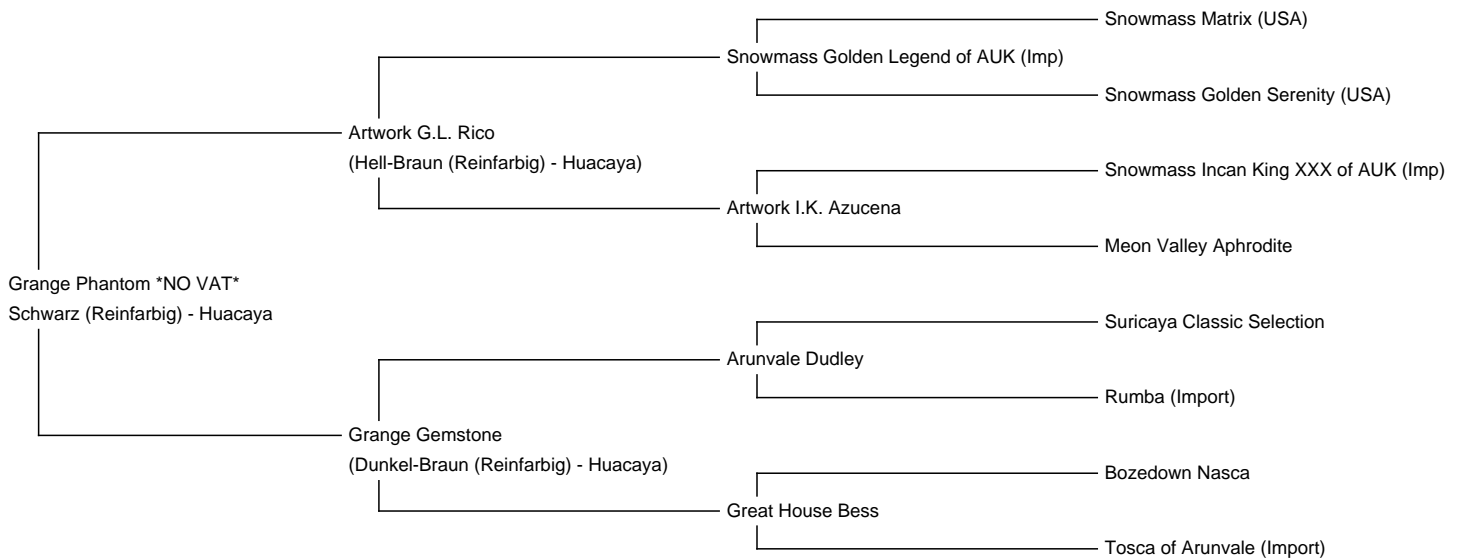 Snowmass Matrix (USA)
Snowmass Golden Legend of AUK (Imp)
Snowmass Golden Serenity (USA)
Artwork G.L. Rico
(Hell-Braun (Reinfarbig) - Huacaya)
Snowmass Incan King XXX of AUK (Imp)
Artwork I.K. Azucena
Meon Valley Aphrodite
Grange Phantom *NO VAT*
Schwarz (Reinfarbig) - Huacaya
Suricaya Classic Selection
Arunvale Dudley
Rumba (Import)
Grange Gemstone
(Dunkel-Braun (Reinfarbig) - Huacaya)
Bozedown Nasca
Great House Bess
Tosca of Arunvale (Import)